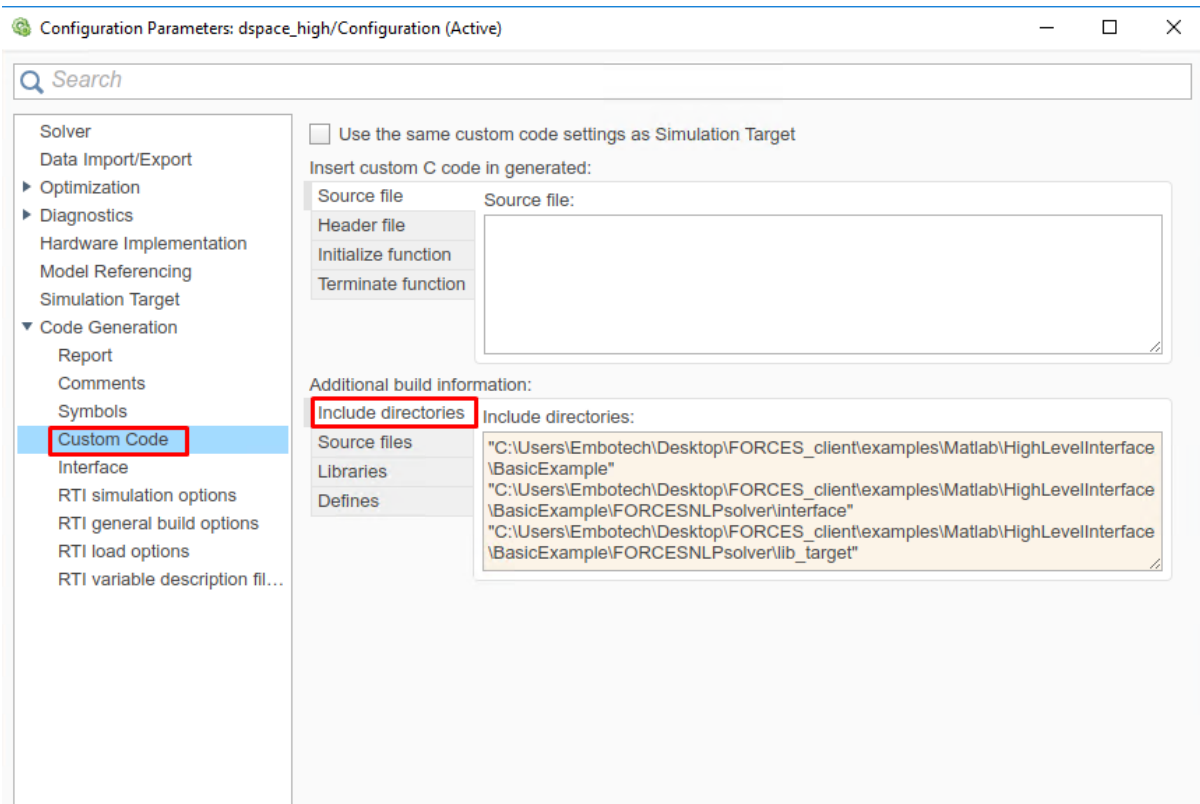 Configuration Parameters: dspace_high/Configuration (Active)
Search
Solver
Data Import/Export
Optimization
Diagnostics
Hardware Implementation
Model Referencing
Simulation Target
Code Generation
Report
Comments
Symbols
Custom Code
Interface
RTI simulation options
RTI general build options
RTI load options
RTI variable description fil...
Use the same custom code settings as Simulation Target
Insert custom C code in generated:
Source file
Header file
Initialize function
Terminate function
Source file:
Additional build information:
Include directories
Source files
Libraries
Defines
Include directories:
"C:\Users\Embotech\Desktop\FORCES_client\examples\Matlab\HighLevelInterface
\BasicExample"
"C:\Users\Embotech\Desktop\FORCES_client\examples\Matlab\HighLevelInterface
\BasicExample\FORCESNLPsolver\interface"
"C:\Users\Embotech\Desktop\FORCES_client\examples\Matlab\HighLevelInterface
\BasicExample\FORCESNLPsolver\lib_target"